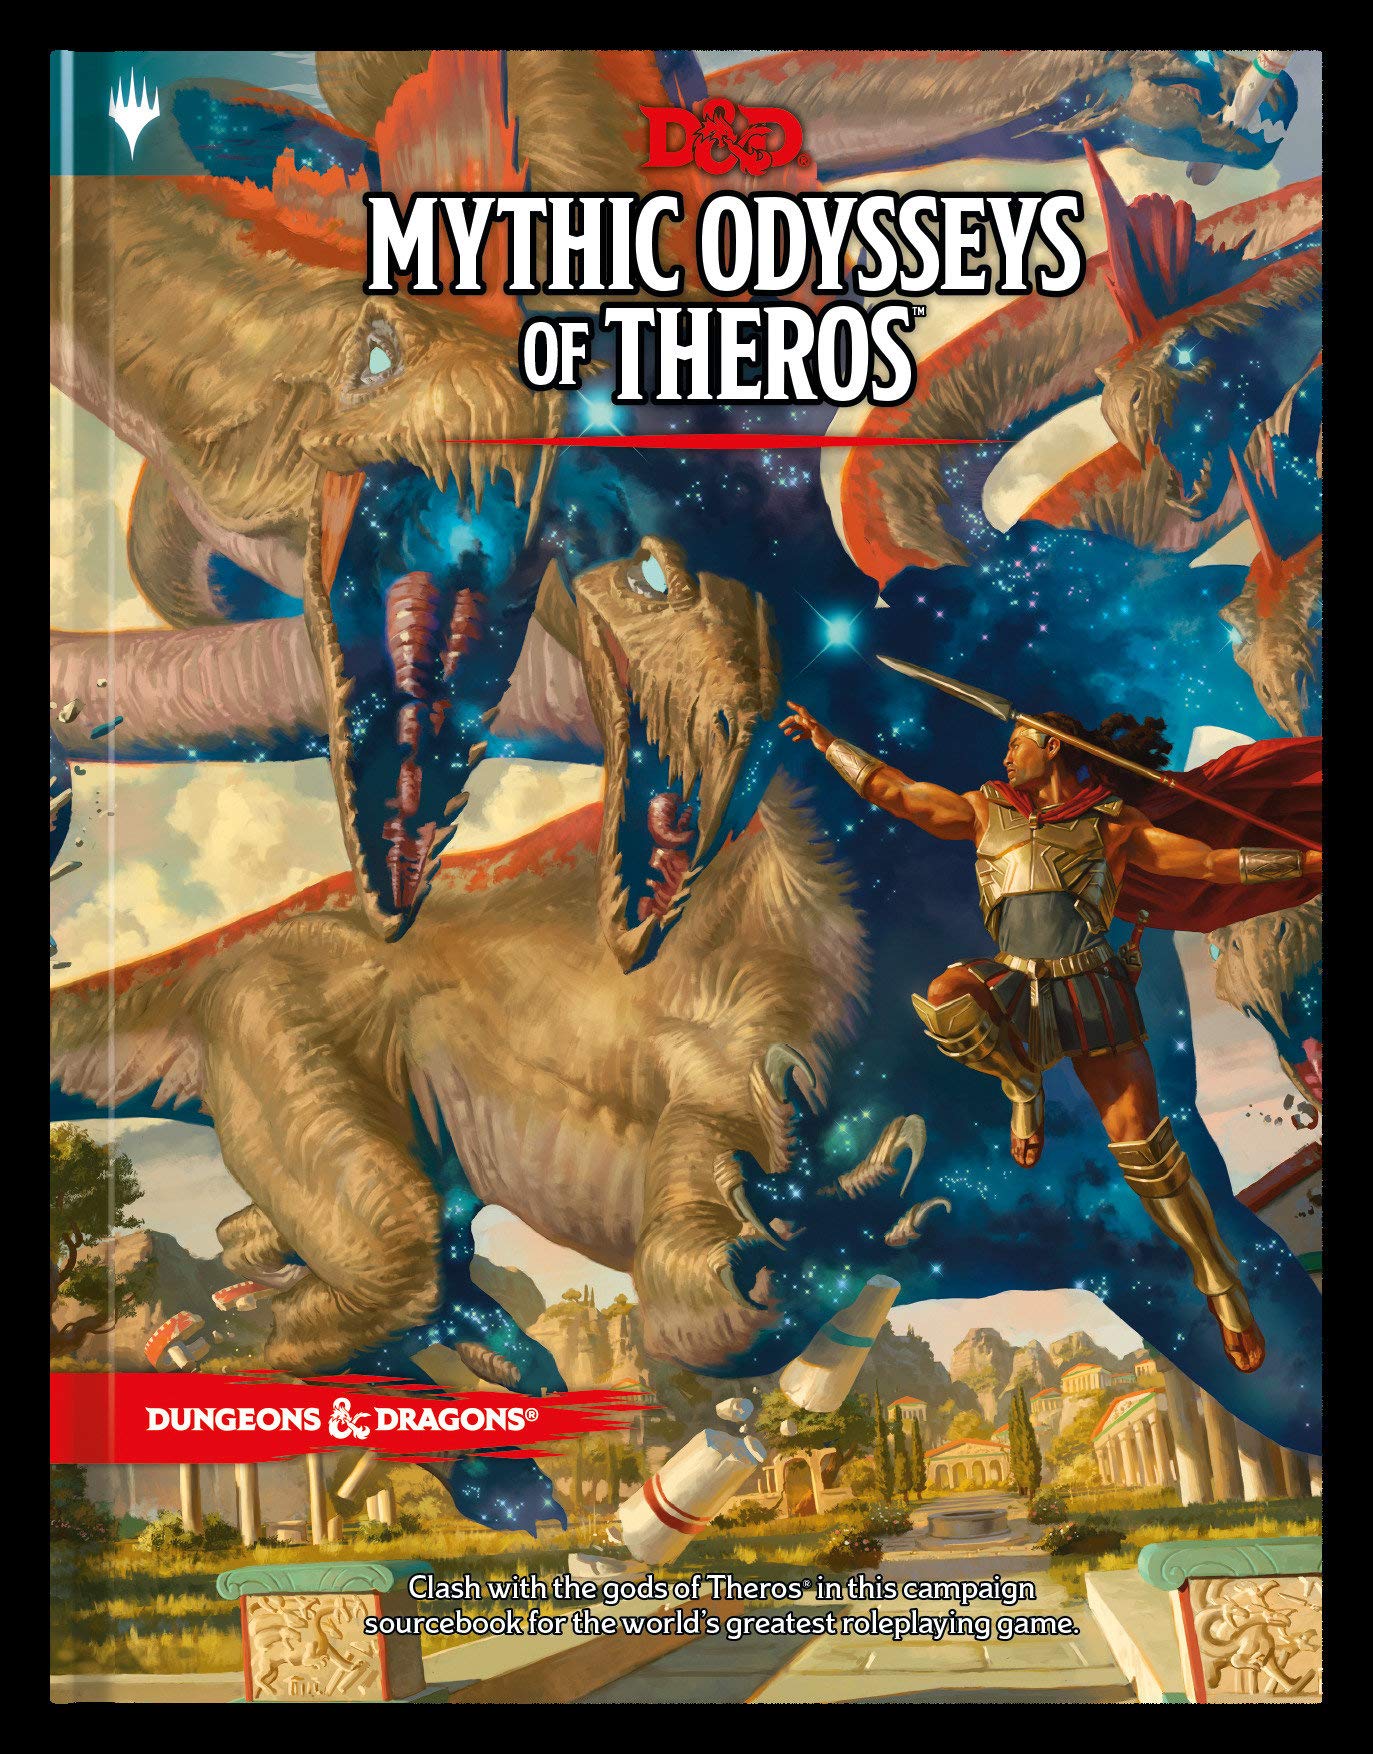 D&D®
MYTHIC ODYSSEYS
OF THEROS™
DUNGEONS & DRAGONS®
Clash with the gods of Theros® in this campaign
sourcebook for the world's greatest roleplaying game.